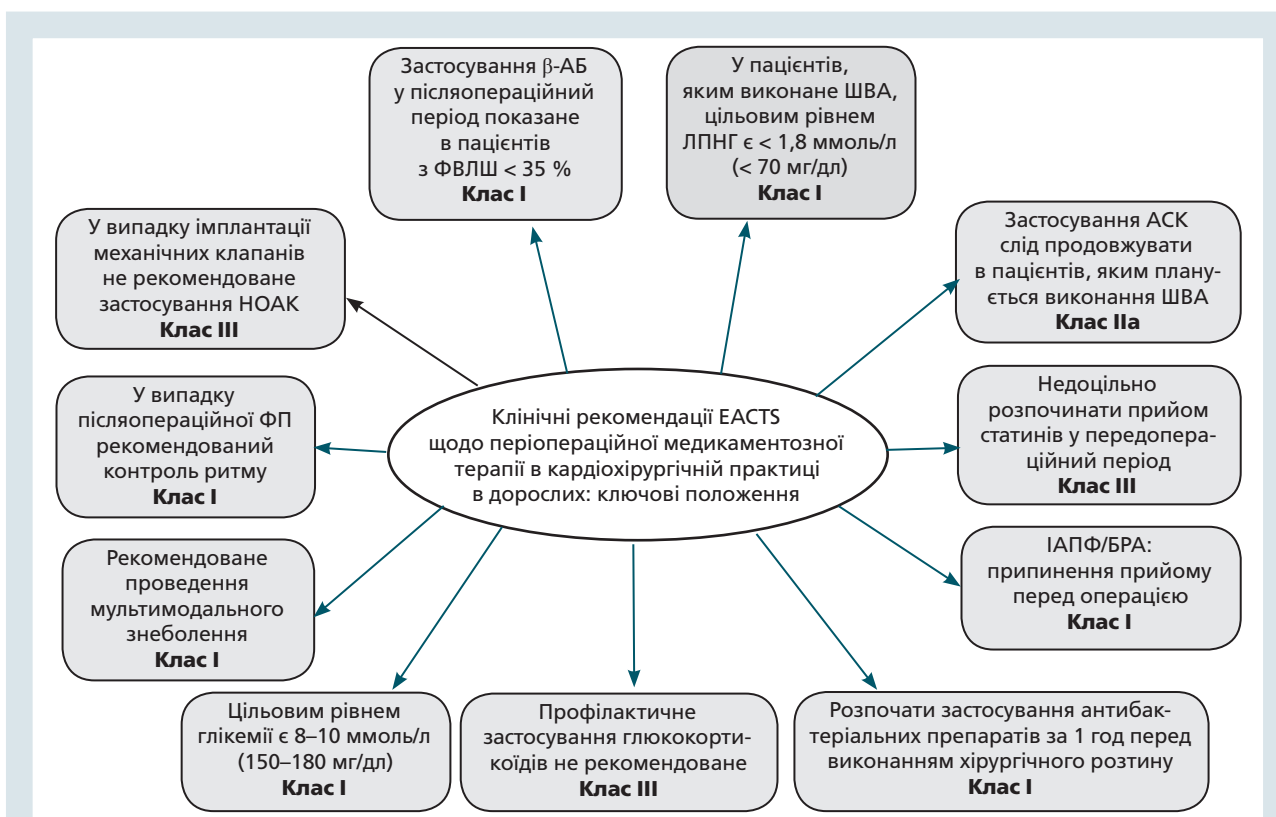 Застосування β-АБ
у післяопераційний
період показане
в пацієнтів
з ФВЛШ < 35 %
Клас I
У пацієнтів,
яким виконане ШВА,
цільовим рівнем
ЛПНГ є < 1,8 ммоль/л
(< 70 мг/дл)
Клас I
У випадку імплантації
механічних клапанів
не рекомендоване
застосування НОАК
Клас III
Застосування АСК
слід продовжувати
в пацієнтів, яким плану-
ється виконання ШВА
Клас IIa
У випадку
післяопераційної ФП
рекомендований
контроль ритму
Клас I
Клінічні рекомендації EACTS
щодо періопераційної медикаментозної
терапії в кардіохірургічній практиці
в дорослих: ключові положення
Недоцільно
розпочинати прийом
статинів у передопера-
ційний період
Клас III
Рекомендоване
проведення
мультимодального
знеболення
Клас I
ІАПФ/БРА:
припинення прийому
перед операцією
Клас I
Цільовим рівнем
глікемії є 8–10 ммоль/л
(150–180 мг/дл)
Клас I
Профілактичне
застосування глюкокорти-
коїдів не рекомендоване
Клас III
Розпочати застосування антибак-
теріальних препаратів за 1 год перед
виконанням хірургічного розтину
Клас I